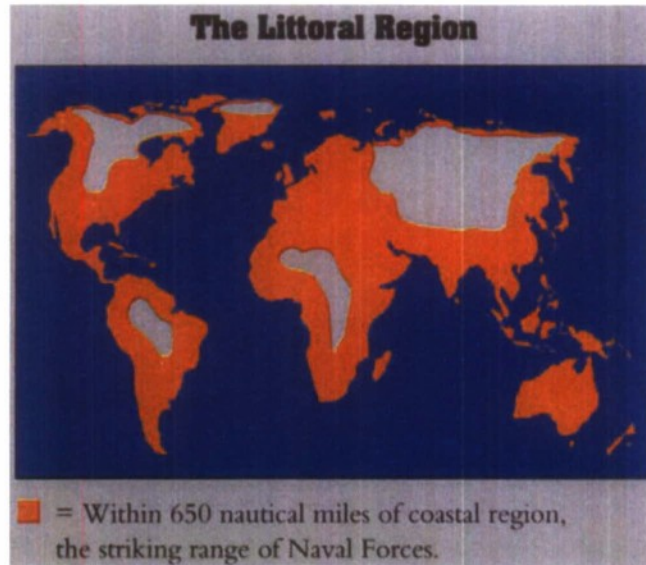 The Littoral Region
= Within 650 nautical miles of coastal region,
the striking range of Naval Forces.